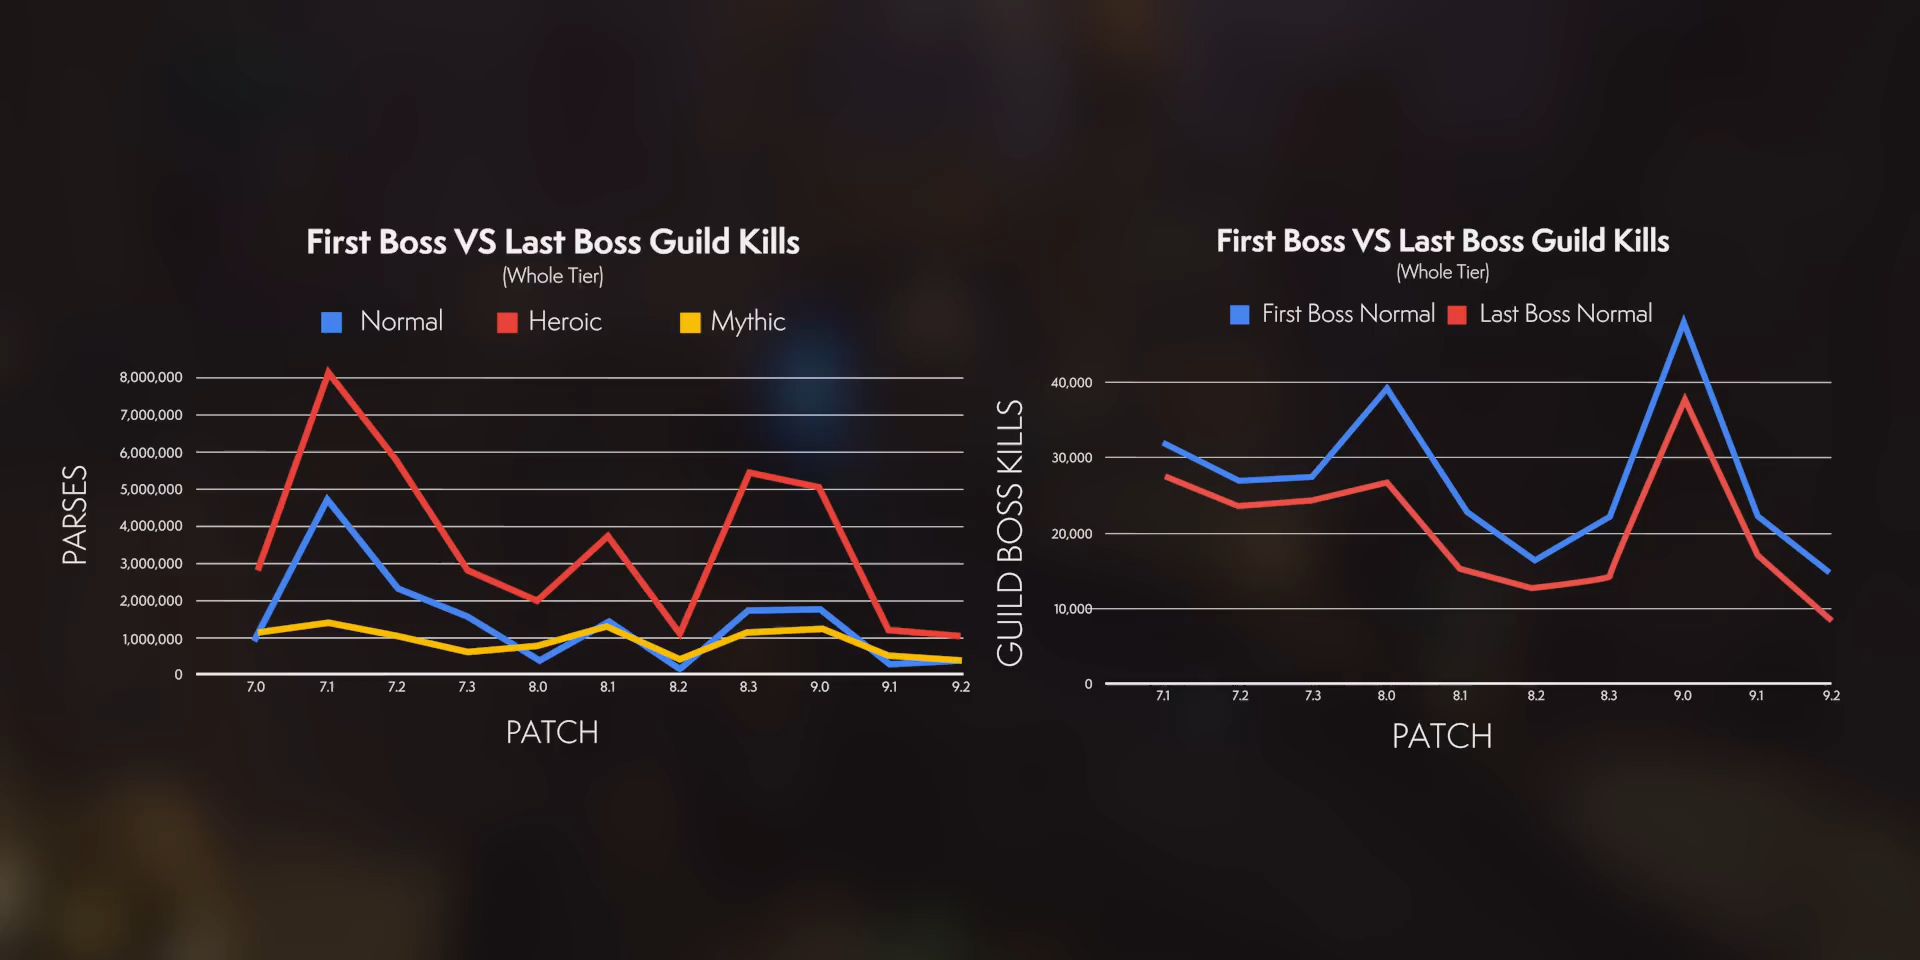 First Boss VS Last Boss Guild Kills
(Whole Tier)
Normal Heroic Mythic
8,000,000
7,000,000
6,000,000
5,000,000
4,000,000
3,000,000
2,000,000
1,000,000
0
PARSES
7.0 7.1 7.2 7.3 8.0 8.1 8.2 8.3 9.0 9.1 9.2
PATCH
First Boss VS Last Boss Guild Kills
(Whole Tier)
First Boss Normal Last Boss Normal
40,000
30,000
20,000
10,000
0
GUILD BOSS KILLS
7.1 7.2 7.3 8.0 8.1 8.2 8.3 9.0 9.1 9.2
PATCH